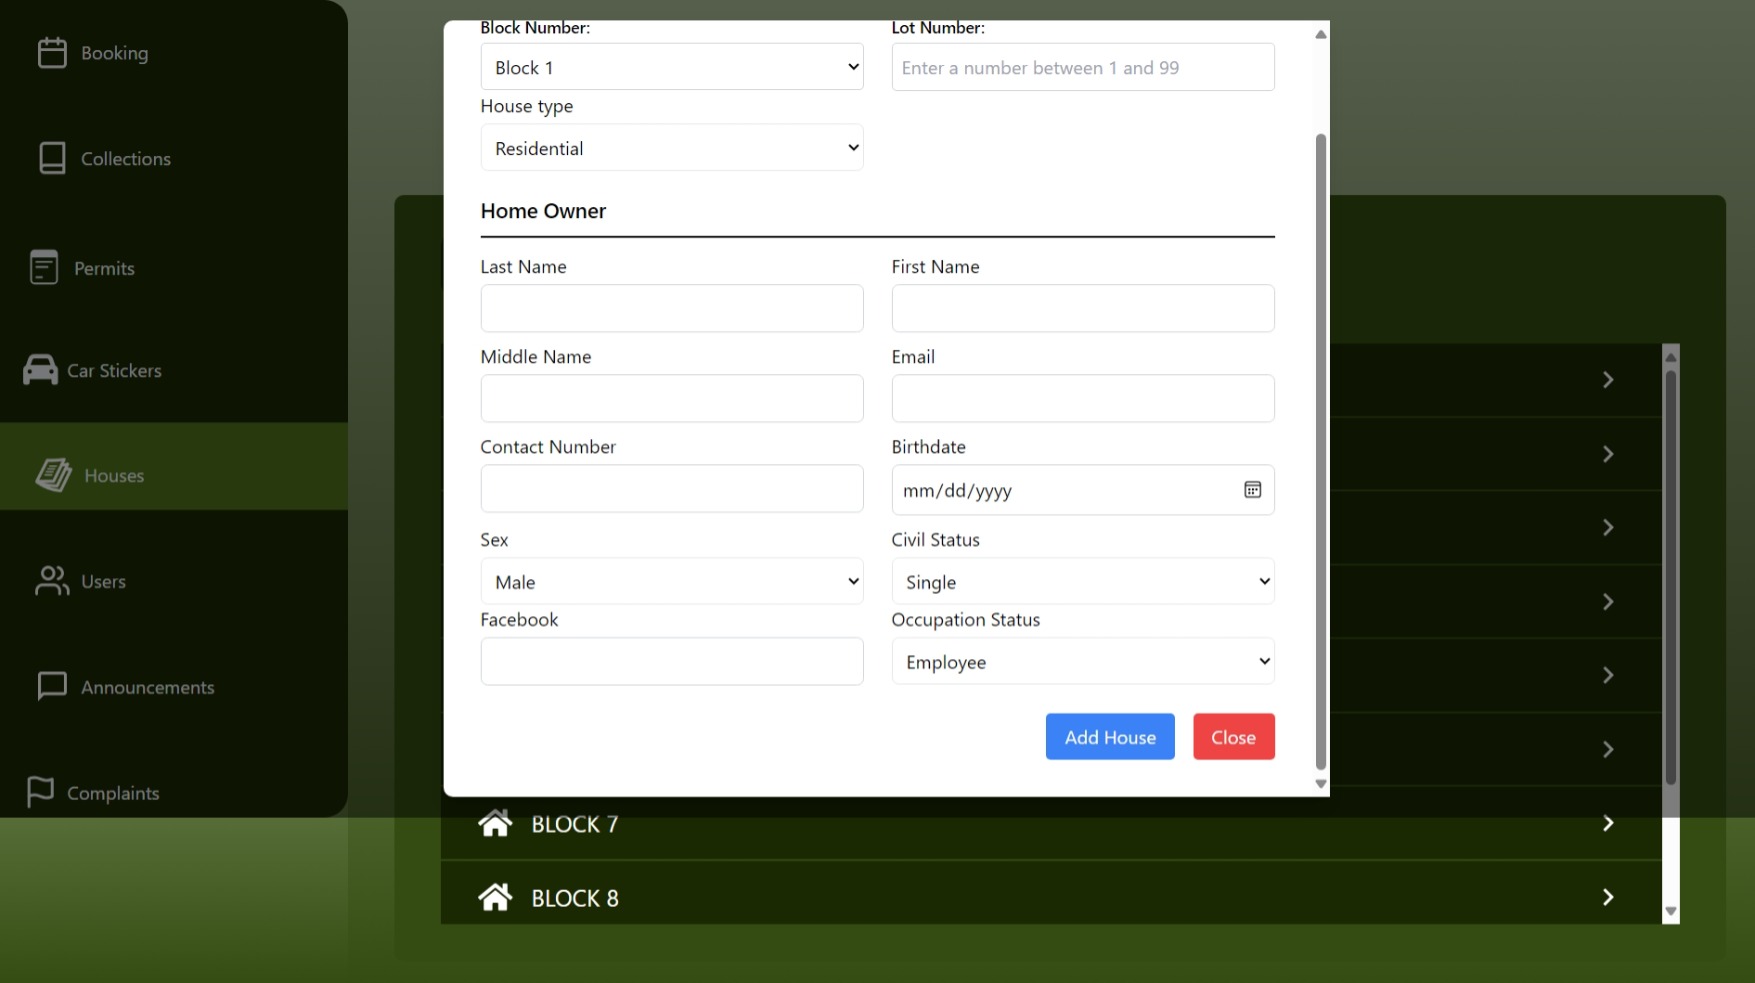 Booking
Collections
Permits
Car Stickers
Houses
Users
Announcements
Complaints
Block Number:
Lot Number:
Block 1
Enter a number between 1 and 99
House type
Residential
Home Owner
Last Name
First Name
Middle Name
Email
Contact Number
Birthdate
mm/dd/yyyy
Sex
Civil Status
Male
Single
Facebook
Occupation Status
Employee
Add House
Close
BLOCK 7
BLOCK 8